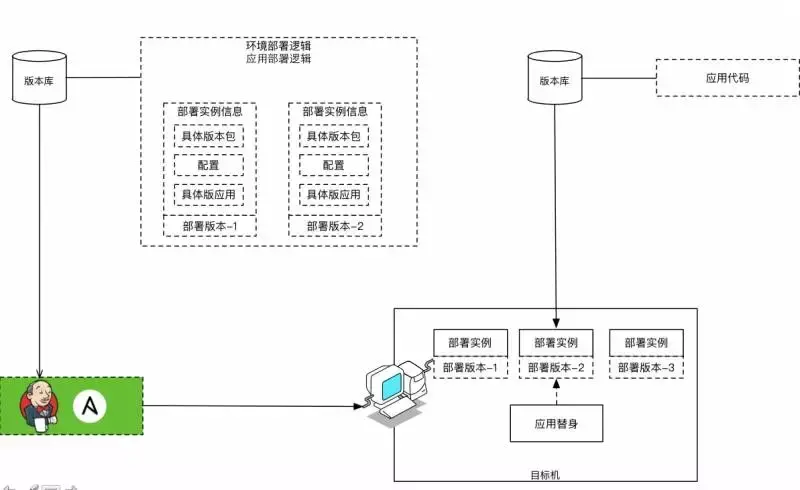 环境部署逻辑
应用部署逻辑
版本库
部署实例信息
具体版本包
配置
具体版应用
部署版本-1
部署实例信息
具体版本包
配置
具体版应用
部署版本-2
版本库
应用代码
部署实例
部署版本-1
部署实例
部署版本-2
部署实例
部署版本-3
应用替身
目标机